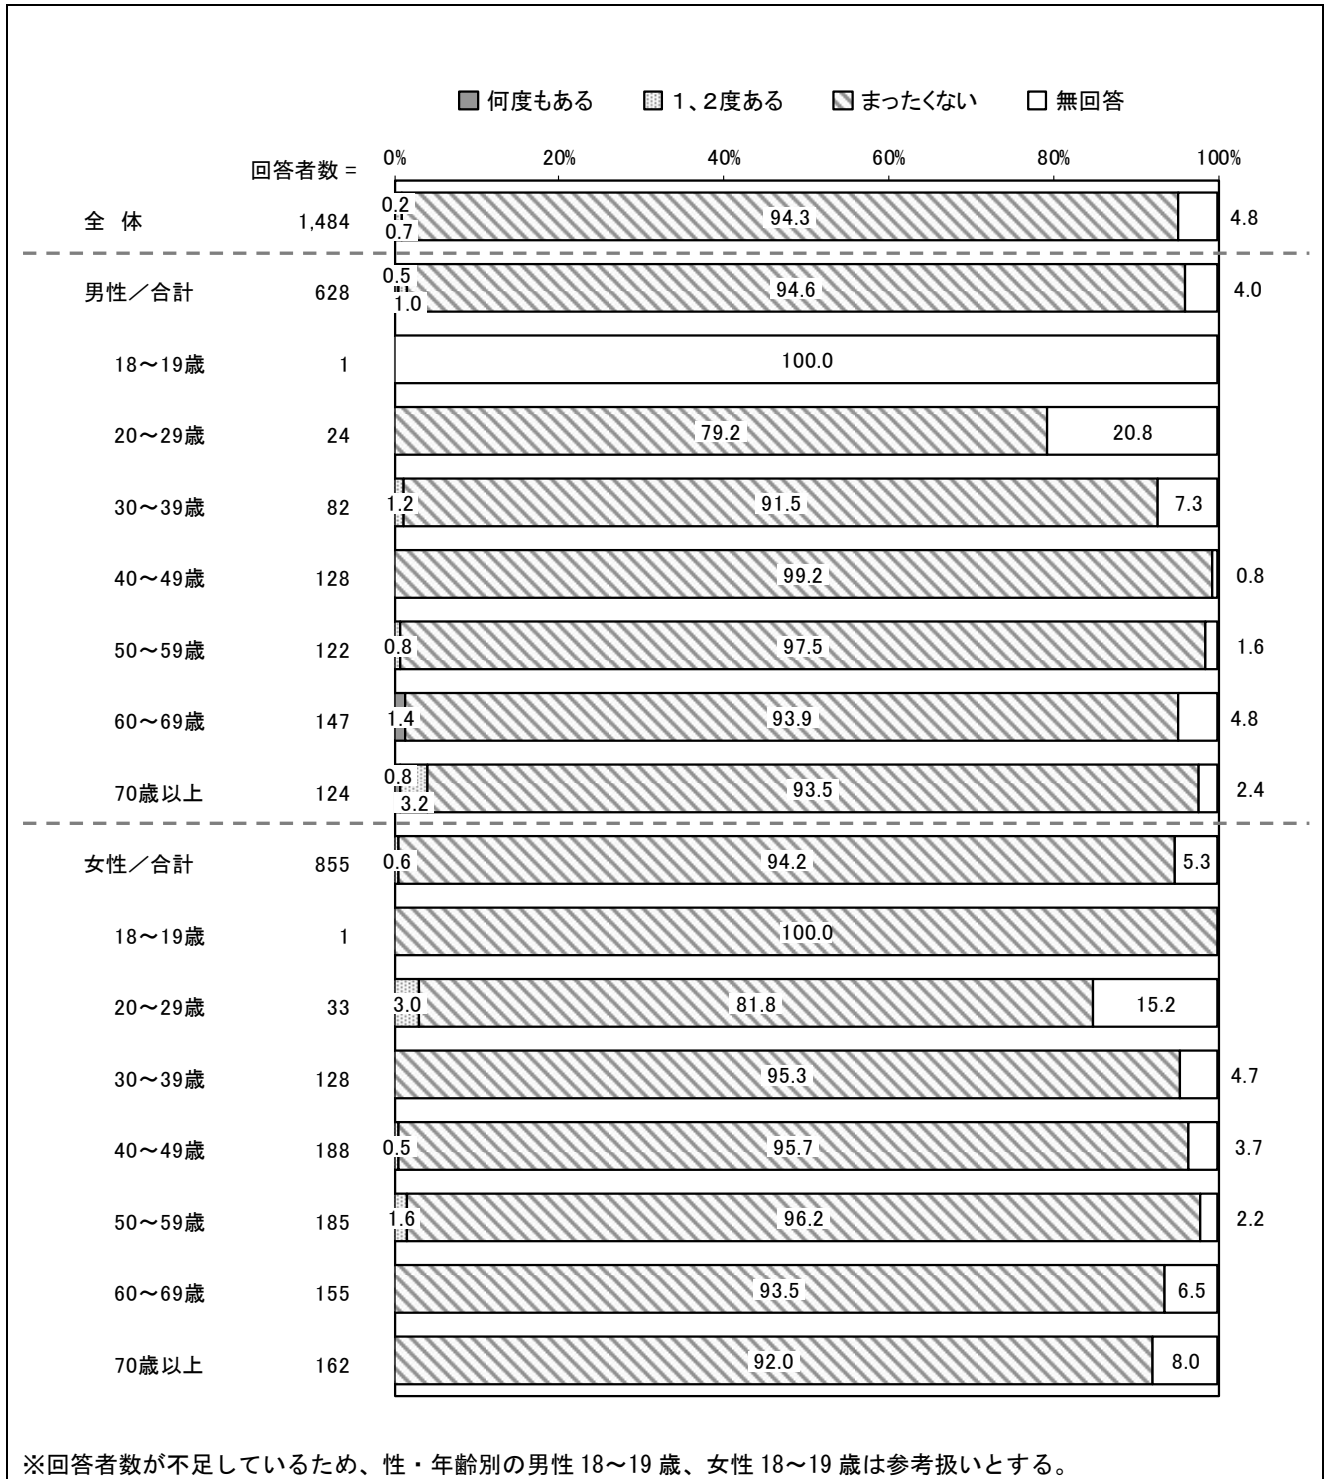 何度もある １、２度ある まったくない 無回答
回答者数 = 0% 20% 40% 60% 80% 100%
全 体 1,484 0.2 0.7 94.3 4.8
男性／合計 628 0.5 1.0 94.6 4.0
18～19歳 1 100.0
20～29歳 24 79.2 20.8
30～39歳 82 1.2 91.5 7.3
40～49歳 128 99.2 0.8
50～59歳 122 0.8 97.5 1.6
60～69歳 147 1.4 93.9 4.8
70歳以上 124 0.8 3.2 93.5 2.4
女性／合計 855 0.6 94.2 5.3
18～19歳 1 100.0
20～29歳 33 3.0 81.8 15.2
30～39歳 128 95.3 4.7
40～49歳 188 0.5 95.7 3.7
50～59歳 185 1.6 96.2 2.2
60～69歳 155 93.5 6.5
70歳以上 162 92.0 8.0
※回答者数が不足しているため、性・年齢別の男性 18～19 歳、女性 18～19 歳は参考扱いとする。